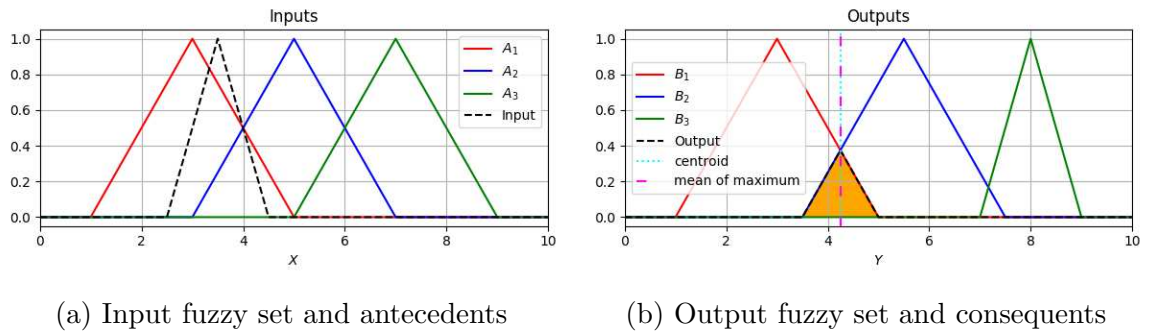 Inputs
1.0
0.8
0.6
0.4
0.2
0.0
A₁
A₂
A₃
Input
0 2 4 6 8 10
X
(a) Input fuzzy set and antecedents
Outputs
1.0
0.8
0.6
0.4
0.2
0.0
B₁
B₂
B₃
Output
centroid
mean of maximum
0 2 4 6 8 10
Y
(b) Output fuzzy set and consequents